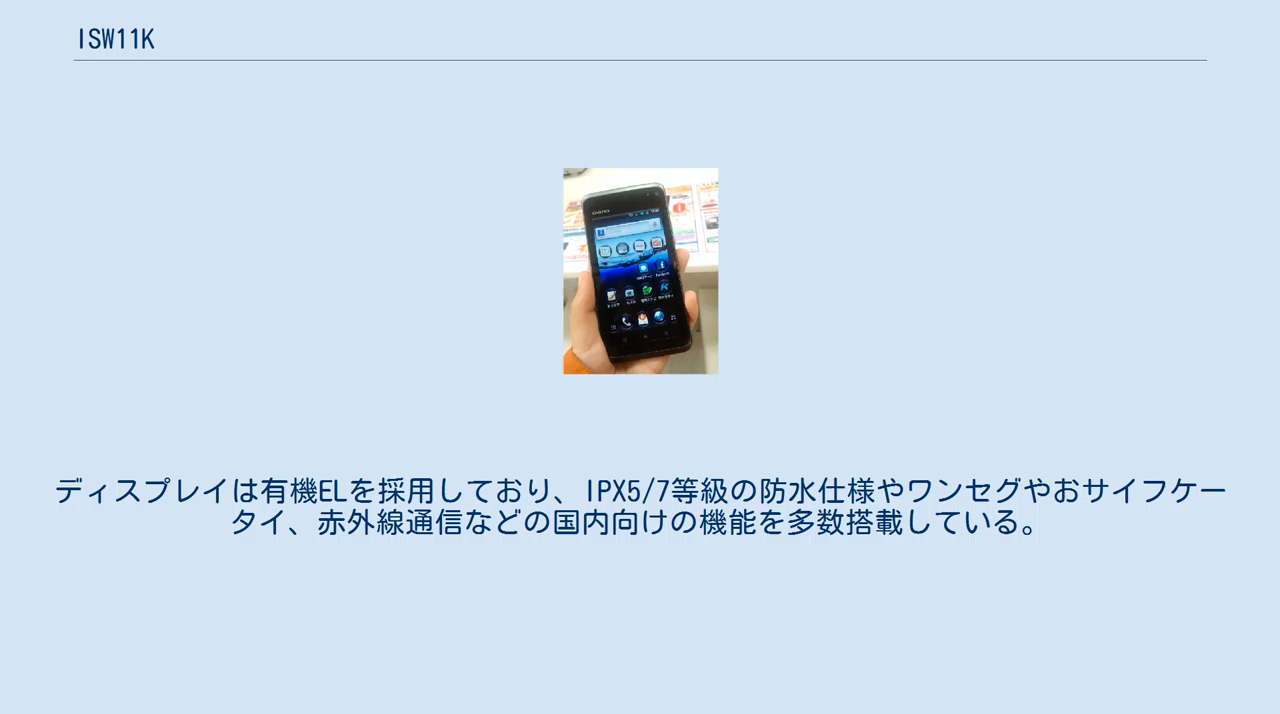 ISW11K
DIGNO
ディスプレイは有機ELを採用しており、IPX5/7等級の防水仕様やワンセグやおサイフケー
タイ、赤外線通信などの国内向けの機能を多数搭載している。